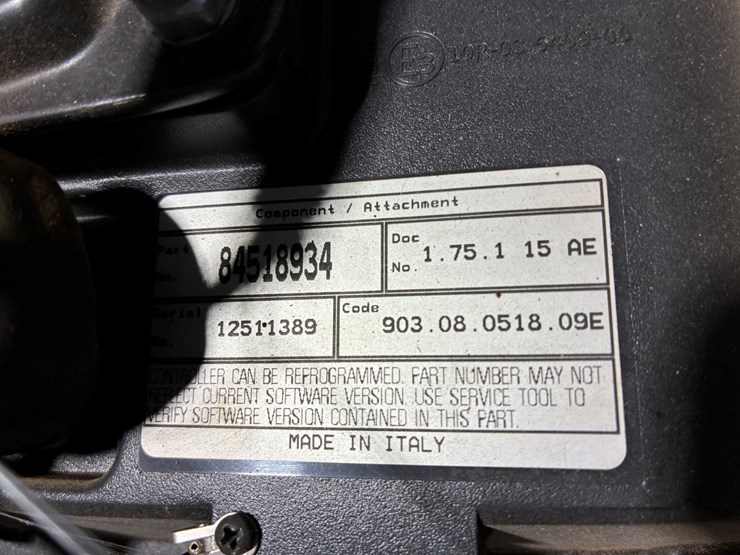 E3
Component / Attachment
Part No. 84518934
Doc No. 1.75.1 15 AE
Serial No. 12511389
Code 903.08.0518.09E
CONTROLLER CAN BE REPROGRAMMED. PART NUMBER MAY NOT
REFLECT CURRENT SOFTWARE VERSION. USE SERVICE TOOL TO
VERIFY SOFTWARE VERSION CONTAINED IN THIS PART.
MADE IN ITALY